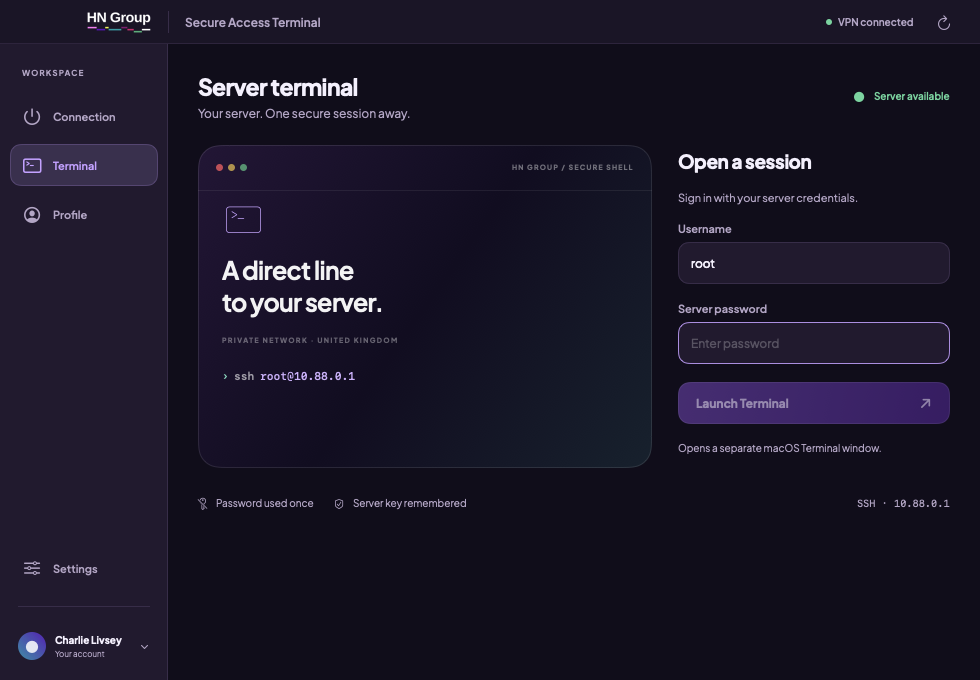 HN Group
Secure Access Terminal
VPN connected
WORKSPACE
Connection
Terminal
Profile
Settings
Charlie Livsey
Your account
Server terminal
Your server. One secure session away.
Server available
HN GROUP / SECURE SHELL
>_
A direct line
to your server.
PRIVATE NETWORK · UNITED KINGDOM
› ssh root@10.88.0.1
Open a session
Sign in with your server credentials.
Username
root
Server password
Enter password
Launch Terminal
Opens a separate macOS Terminal window.
Password used once
Server key remembered
SSH · 10.88.0.1